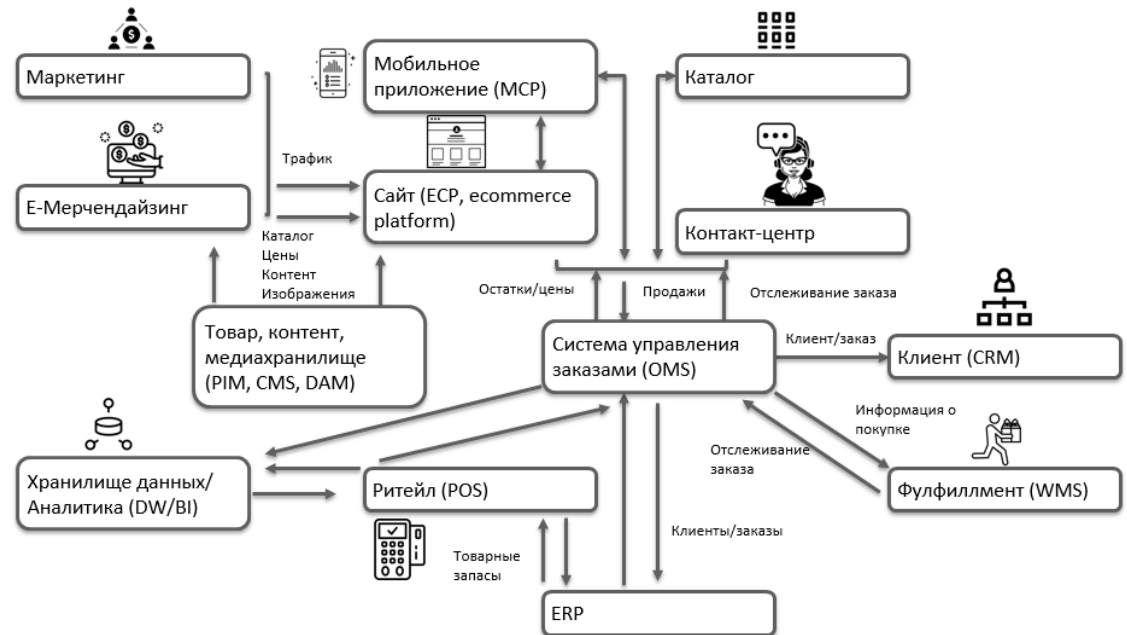 Маркетинг
Мобильное
приложение (МСР)
Каталог
Е-Мерчендайзинг
Трафик
Сайт (ECP, ecommerce
platform)
Контакт-центр
Каталог
Цены
Контент
Изображения
Остатки/цены
Продажи
Отслеживание заказа
Товар, контент,
медиахранилище
(PIM, CMS, DAM)
Система управления
заказами (OMS)
Клиент/заказ
Клиент (CRM)
Информация о
покупке
Отслеживание
заказа
Хранилище данных/
Аналитика (DW/BI)
Ритейл (POS)
Фулфиллмент (WMS)
Товарные
запасы
Клиенты/заказы
ERP